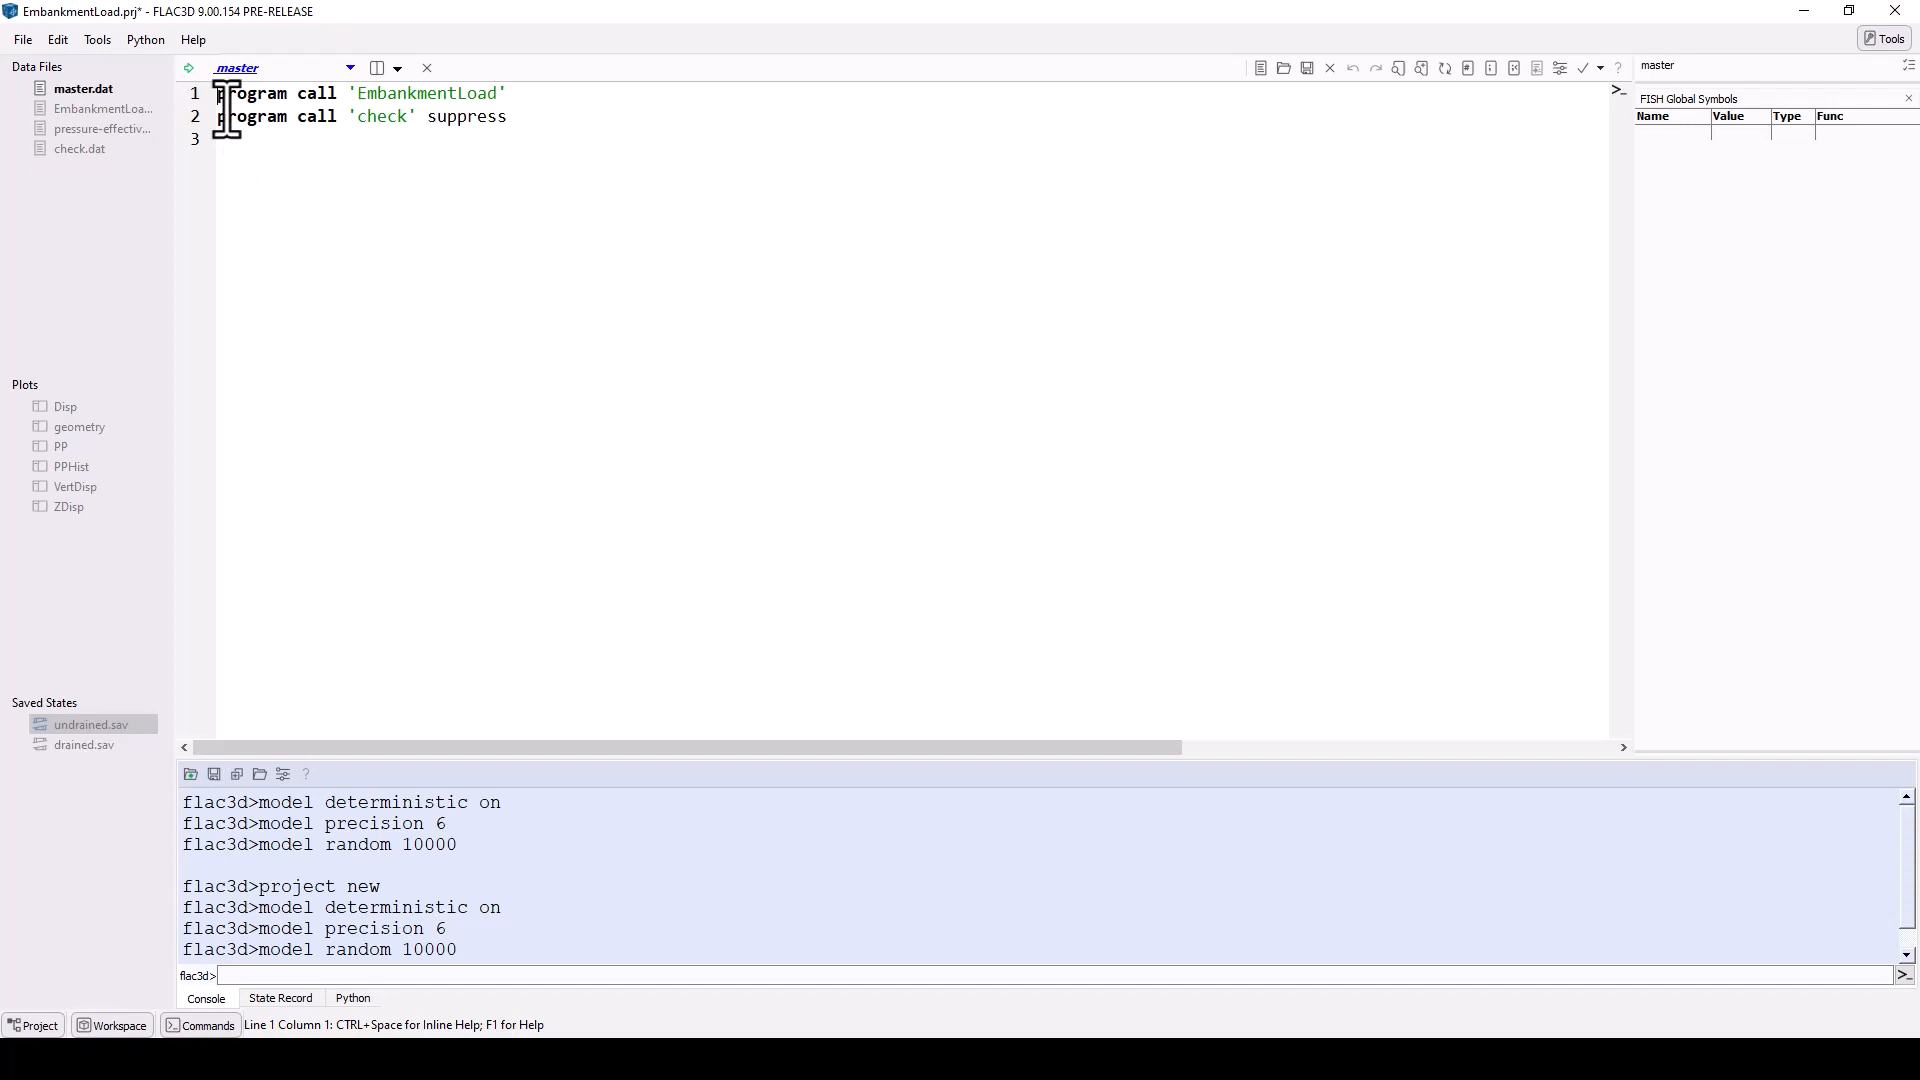 EmbankmentLoad.prj* - FLAC3D 9.00.154 PRE-RELEASE
File Edit Tools Python Help
Tools
Data Files
master.dat
EmbankmentLoa...
pressure-effectiv...
check.dat
Plots
Disp
geometry
PP
PPHist
VertDisp
ZDisp
Saved States
undrained.sav
drained.sav
master
1 program call 'EmbankmentLoad'
2 program call 'check' suppress
3
master
FISH Global Symbols
Name Value Type Func
flac3d>model deterministic on
flac3d>model precision 6
flac3d>model random 10000
flac3d>project new
flac3d>model deterministic on
flac3d>model precision 6
flac3d>model random 10000
flac3d>
Console State Record Python
Project Workspace Commands Line 1 Column 1: CTRL+Space for Inline Help; F1 for Help